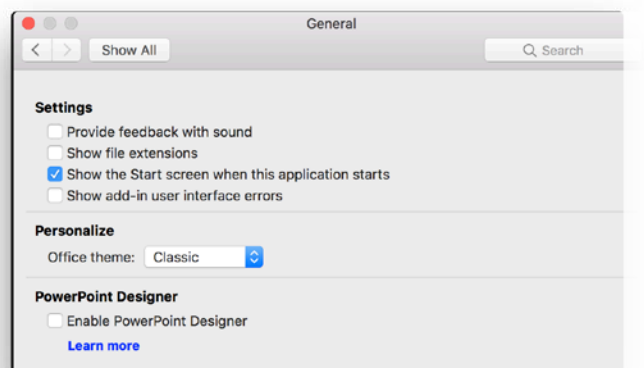 General
Show All
Search
Settings
Provide feedback with sound
Show file extensions
Show the Start screen when this application starts
Show add-in user interface errors
Personalize
Office theme: Classic
PowerPoint Designer
Enable PowerPoint Designer
Learn more